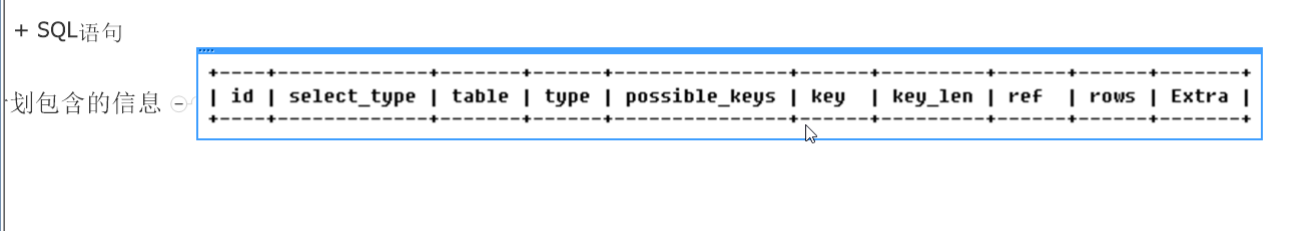 + SQL语句
划包含的信息
+----+-------------+-------+------+---------------+------+---------+------+------+-------+
| id | select_type | table | type | possible_keys | key  | key_len | ref  | rows | Extra |
+----+-------------+-------+------+---------------+------+---------+------+------+-------+